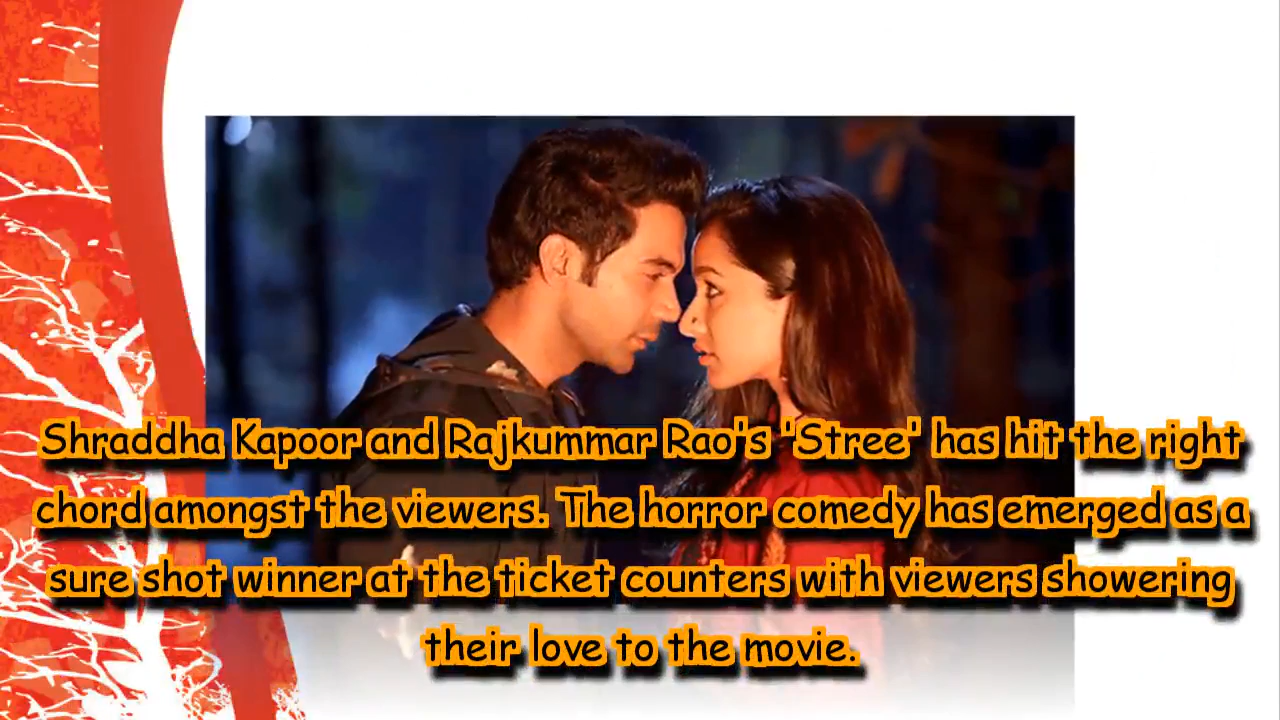 Shraddha Kapoor and Rajkummar Rao's 'Stree' has hit the right
chord amongst the viewers. The horror comedy has emerged as a
sure shot winner at the ticket counters with viewers showering
their love to the movie.